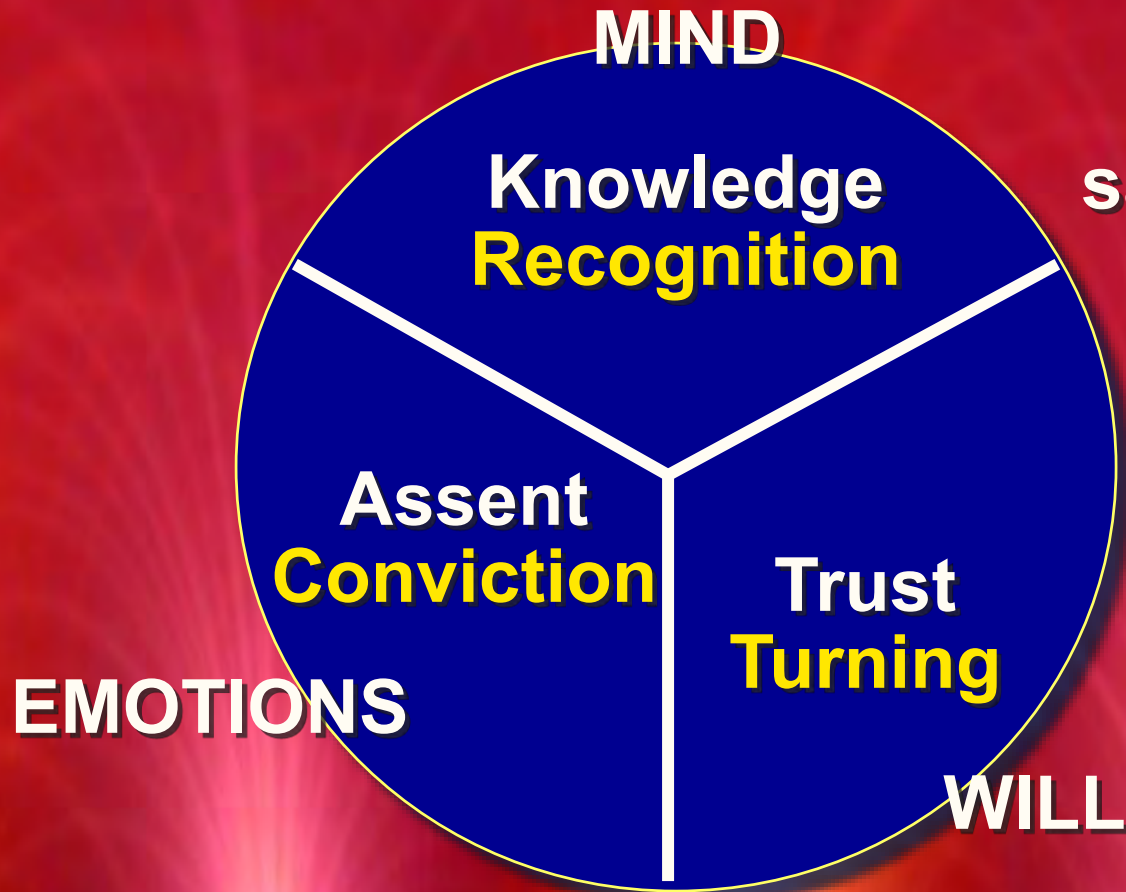 MIND
Knowledge
Recognition
s
Assent
Conviction
Trust
Turning
EMOTIONS
WILL